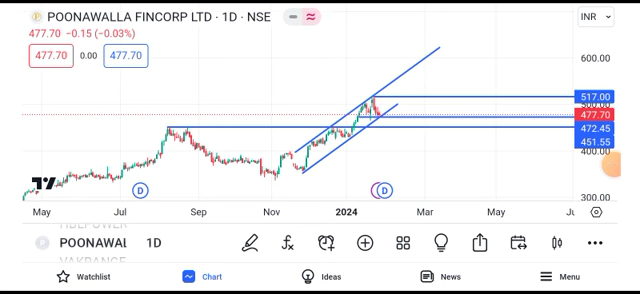 POONAWALLA FINCORP LTD · 1D · NSE
INR
477.70 −0.15 (−0.03%)
477.70 0.00 477.70
600.00
517.00
500.00
477.70
472.45
451.55
400.00
300.00
D D
May Jul Sep Nov 2024 Mar May
POONAWAL 1D
Watchlist Chart Ideas News Menu